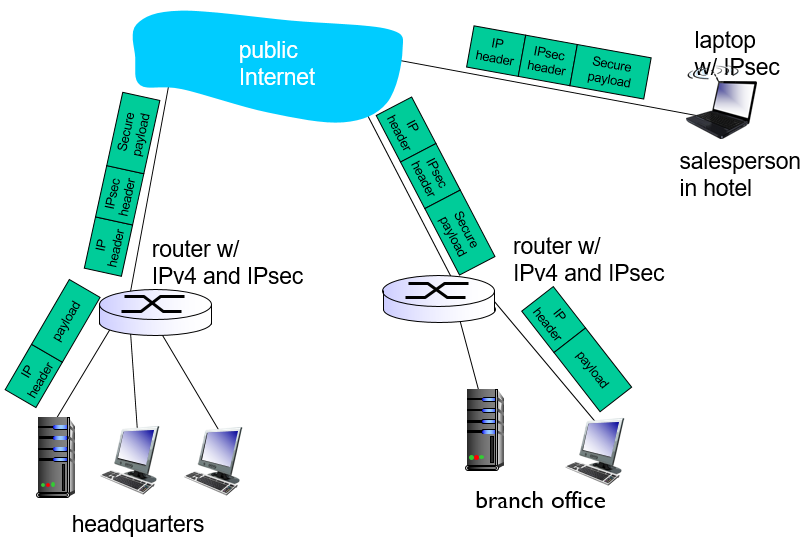 public
Internet
IP
header
IPsec
header
Secure
payload
laptop
w/ IPsec
salesperson
in hotel
Secure
payload
IPsec
header
IP
header
IP
header
IPsec
header
Secure
payload
router w/
IPv4 and IPsec
router w/
IPv4 and IPsec
payload
IP
header
IP
header
payload
headquarters
branch office